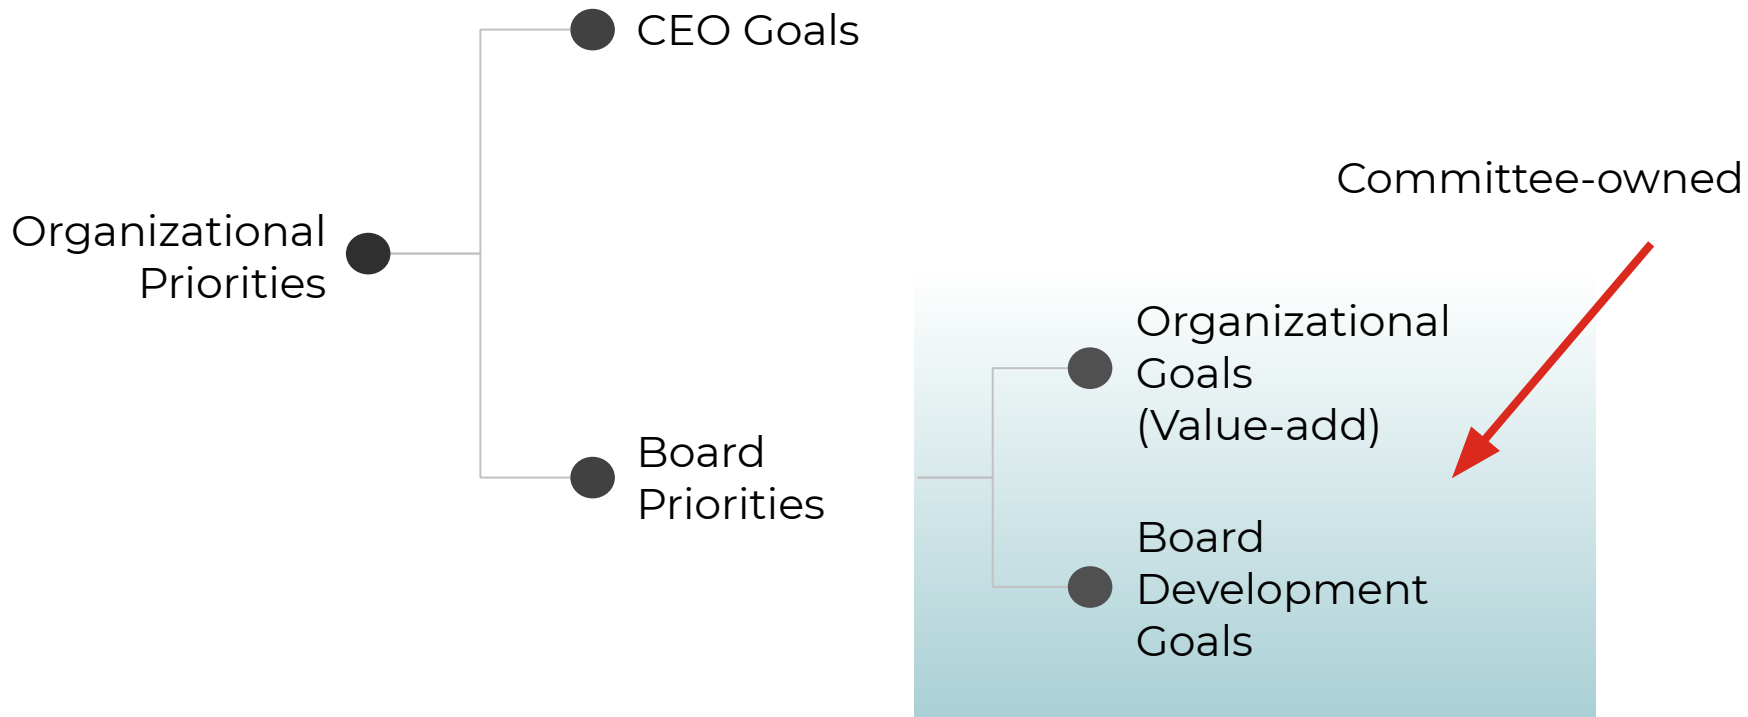 CEO Goals
Organizational
Priorities
Board
Priorities
Committee-owned
Organizational
Goals
(Value-add)
Board
Development
Goals